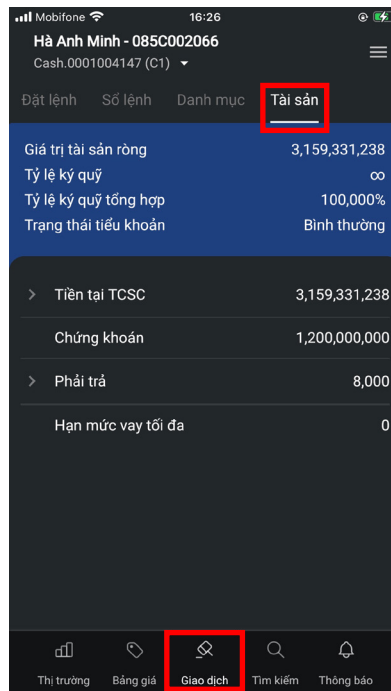 Mobifone 16:26
Hà Anh Minh - 085C002066
Cash.0001004147 (C1)
Đặt lệnh Sổ lệnh Danh mục Tài sản
Giá trị tài sản ròng 3,159,331,238
Tỷ lệ ký quỹ ∞
Tỷ lệ ký quỹ tổng hợp 100,000%
Trạng thái tiểu khoản Bình thường
Tiền tại TCSC 3,159,331,238
Chứng khoán 1,200,000,000
Phải trả 8,000
Hạn mức vay tối đa 0
Thị trường Bảng giá Giao dịch Tìm kiếm Thông báo